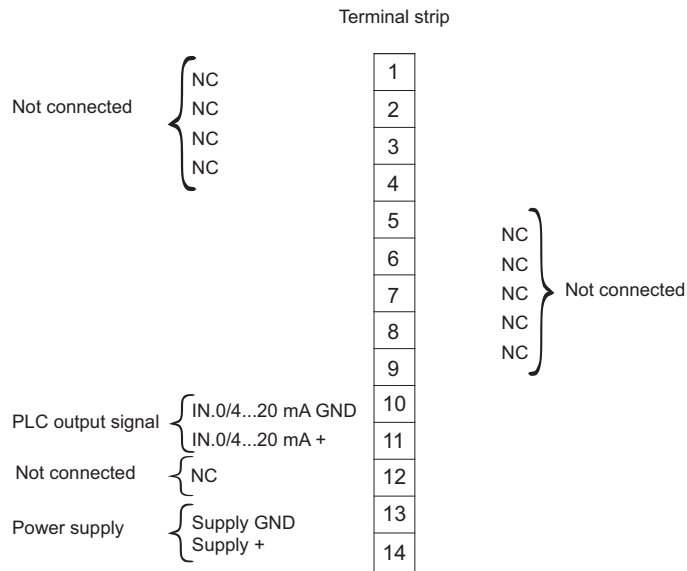 Terminal strip
1
NC
Not connected
NC
2
NC
3
NC
4
5
NC
6
NC
7
NC
Not connected
8
NC
NC
9
IN.0/4...20 mA GND
10
PLC output signal
IN.0/4...20 mA +
11
Not connected
NC
12
13
Power supply
Supply GND
Supply +
14